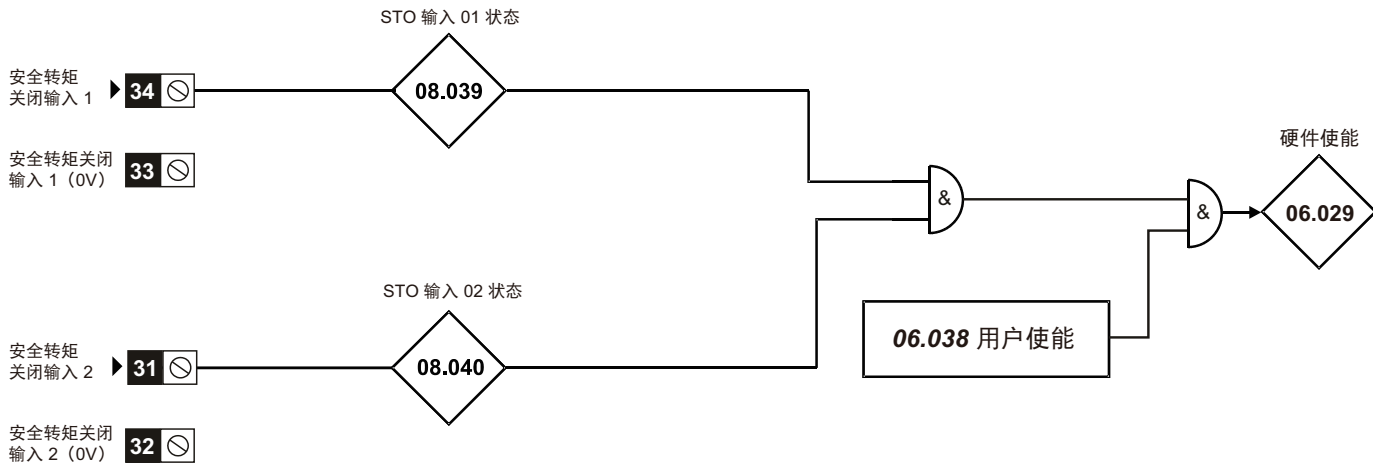 STO 输入 01 状态
安全转矩
关闭输入 1
34
08.039
安全转矩关闭
输入 1（0V）
33
硬件使能
&
&
06.029
STO 输入 02 状态
06.038 用户使能
安全转矩
关闭输入 2
31
08.040
安全转矩关闭
输入 2（0V）
32